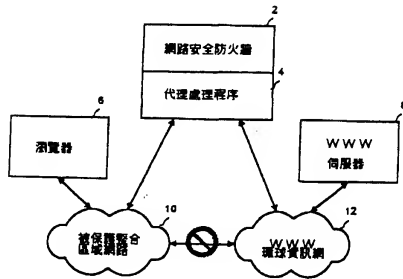 2
網路安全防火牆
4
代理處理程序
6
瀏覽器
8
WWW
伺服器
10
被保護整合
區域網路
12
WWW
環球資訊網